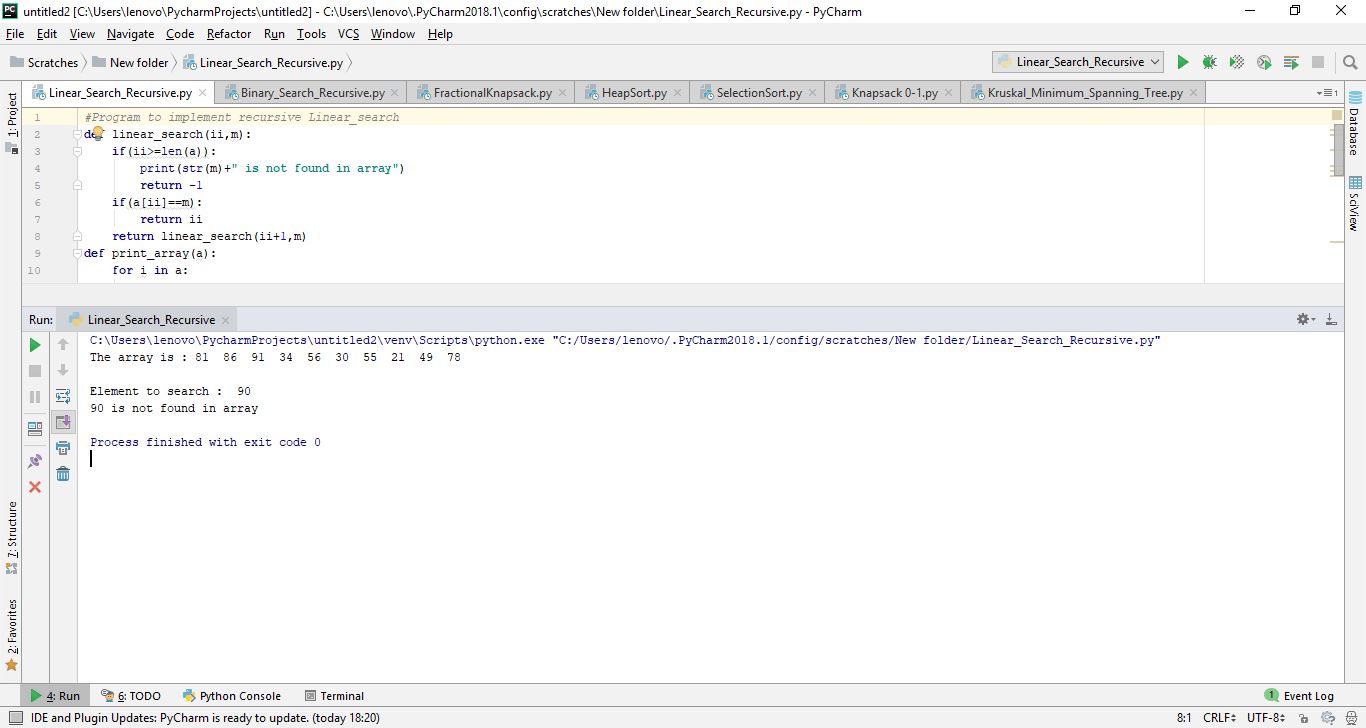 untitled2 [C:\Users\lenovo\PycharmProjects\untitled2] - C:\Users\lenovo\.PyCharm2018.1\config\scratches\New folder\Linear_Search_Recursive.py - PyCharm
File Edit View Navigate Code Refactor Run Tools VCS Window Help
Scratches New folder Linear_Search_Recursive.py Linear_Search_Recursive
Linear_Search_Recursive.py Binary_Search_Recursive.py FractionalKnapsack.py HeapSort.py SelectionSort.py Knapsack 0-1.py Kruskal_Minimum_Spanning_Tree.py
1: Project
1 #Program to implement recursive Linear_search
2 def linear_search(ii,m):
3 if(ii>=len(a)):
4 print(str(m)+" is not found in array")
5 return -1
6 if(a[ii]==m):
7 return ii
8 return linear_search(ii+1,m)
9 def print_array(a):
10 for i in a:
Database
SciView
Run: Linear_Search_Recursive
C:\Users\lenovo\PycharmProjects\untitled2\venv\Scripts\python.exe "C:/Users/lenovo/.PyCharm2018.1/config/scratches/New folder/Linear_Search_Recursive.py"
The array is : 81 86 91 34 56 30 55 21 49 78
Element to search : 90
90 is not found in array
Process finished with exit code 0
7: Structure
2: Favorites
4: Run 6: TODO Python Console Terminal 1 Event Log
IDE and Plugin Updates: PyCharm is ready to update. (today 18:20) 8:1 CRLF UTF-8